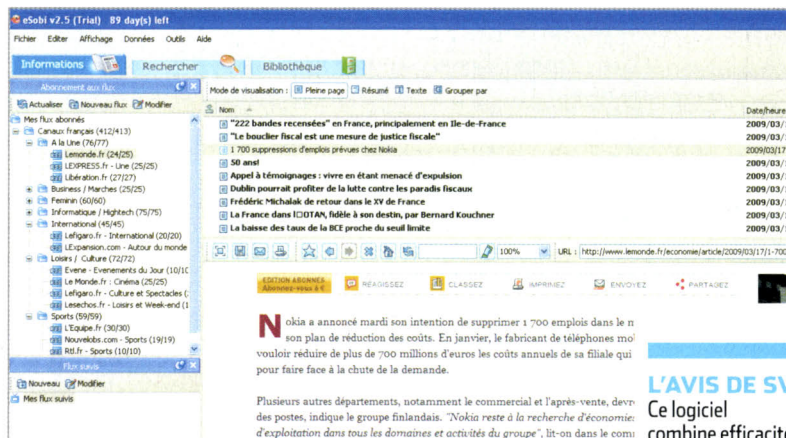 eSobi v2.5 (Trial) 89 day(s) left
Fichier Editer Affichage Données Outils Aide
Informations Rechercher Bibliothèque
Abonnement aux flux
Actualiser Nouveau flux Modifier
Mes flux abonnés
Canaux français (412/413)
A la Une (76/77)
Lemonde.fr (24/25)
LEXPRESS.fr - Une (25/25)
Libération.fr (27/27)
Business / Marches (25/25)
Feminin (60/60)
Informatique / Hightech (75/75)
International (45/45)
Lefigaro.fr - International (20/20)
LExpansion.com - Autour du monde
Loisirs / Culture (72/72)
Evene - Evenements du Jour (10/10
Le Monde.fr : Cinéma (25/25)
Lefigaro.fr - Culture et Spectacles (
Lesechos.fr - Loisirs et Week-end (1
Sports (59/59)
L'Equipe.fr (30/30)
Nouvelobs.com - Sports (19/19)
Rtl.fr - Sports (10/10)
Flux suivis
Nouveau Modifier
Mes flux suivis
Mode de visualisation : Pleine page Résumé Texte Grouper par
Nom Date/heure
"222 bandes recensées" en France, principalement en Ile-de-France 2009/03/
"Le bouclier fiscal est une mesure de justice fiscale" 2009/03/
1 700 suppressions d'emplois prévues chez Nokia 2009/03/17
50 ans! 2009/03/
Appel à témoignages : vivre en étant menacé d'expulsion 2009/03/
Dublin pourrait profiter de la lutte contre les paradis fiscaux 2009/03/
Frédéric Michalak de retour dans le XV de France 2009/03/
La France dans l□OTAN, fidèle à son destin, par Bernard Kouchner 2009/03/
La baisse des taux de la BCE proche du seuil limite 2009/03/
100% URL : http://www.lemonde.fr/economie/article/2009/03/17/1-700
EDITION ABONNÉS RÉAGISSEZ CLASSEZ IMPRIMEZ ENVOYEZ PARTAGEZ
Abonnez-vous 6 €
Nokia a annoncé mardi son intention de supprimer 1 700 emplois dans le m
son plan de réduction des coûts. En janvier, le fabricant de téléphones mo
vouloir réduire de plus de 700 millions d'euros les coûts annuels de sa filiale qui
pour faire face à la chute de la demande.
Plusieurs autres départements, notamment le commercial et l'après-vente, devr
des postes, indique le groupe finlandais. "Nokia reste à la recherche d'économie
d'exploitation dans tous les domaines et activités du groupe", lit-on dans le com
L'AVIS DE SV
Ce logiciel
combine efficacité